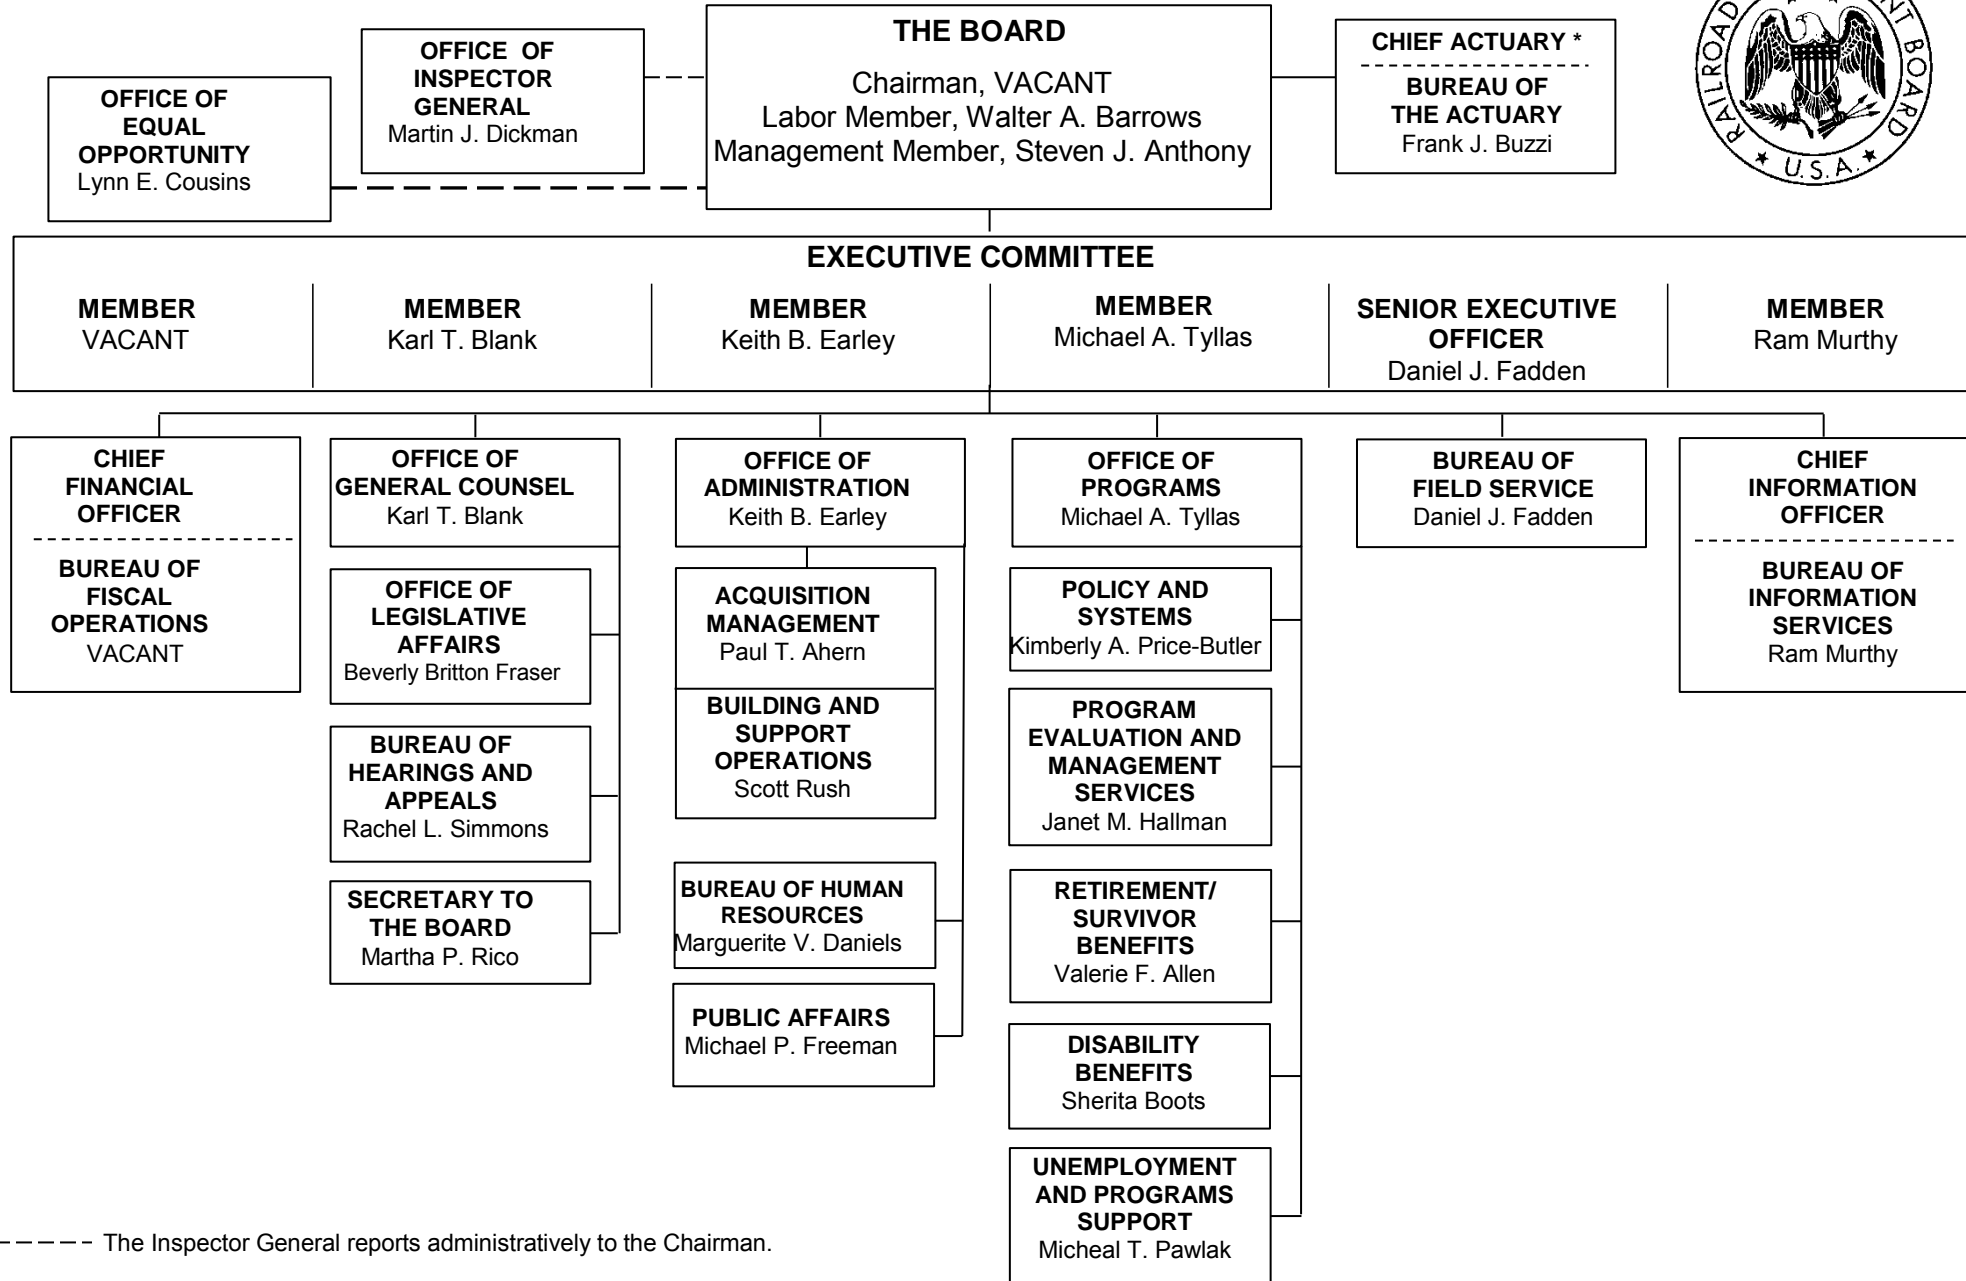 OFFICE OF
EQUAL
OPPORTUNITY
Lynn E. Cousins
OFFICE OF
INSPECTOR
GENERAL
Martin J. Dickman
THE BOARD
Chairman, VACANT
Labor Member, Walter A. Barrows
Management Member, Steven J. Anthony
CHIEF ACTUARY *
BUREAU OF
THE ACTUARY
Frank J. Buzzi
RAILROAD
BOARD
U.S.A.
EXECUTIVE COMMITTEE
MEMBER
VACANT
MEMBER
Karl T. Blank
MEMBER
Keith B. Earley
MEMBER
Michael A. Tyllas
SENIOR EXECUTIVE
OFFICER
Daniel J. Fadden
MEMBER
Ram Murthy
CHIEF
FINANCIAL
OFFICER
BUREAU OF
FISCAL
OPERATIONS
VACANT
OFFICE OF
GENERAL COUNSEL
Karl T. Blank
OFFICE OF
LEGISLATIVE
AFFAIRS
Beverly Britton Fraser
BUREAU OF
HEARINGS AND
APPEALS
Rachel L. Simmons
SECRETARY TO
THE BOARD
Martha P. Rico
OFFICE OF
ADMINISTRATION
Keith B. Earley
ACQUISITION
MANAGEMENT
Paul T. Ahern
BUILDING AND
SUPPORT
OPERATIONS
Scott Rush
BUREAU OF HUMAN
RESOURCES
Marguerite V. Daniels
PUBLIC AFFAIRS
Michael P. Freeman
OFFICE OF
PROGRAMS
Michael A. Tyllas
POLICY AND
SYSTEMS
Kimberly A. Price-Butler
PROGRAM
EVALUATION AND
MANAGEMENT
SERVICES
Janet M. Hallman
RETIREMENT/
SURVIVOR
BENEFITS
Valerie F. Allen
DISABILITY
BENEFITS
Sherita Boots
UNEMPLOYMENT
AND PROGRAMS
SUPPORT
Micheal T. Pawlak
BUREAU OF
FIELD SERVICE
Daniel J. Fadden
CHIEF
INFORMATION
OFFICER
BUREAU OF
INFORMATION
SERVICES
Ram Murthy
The Inspector General reports administratively to the Chairman.